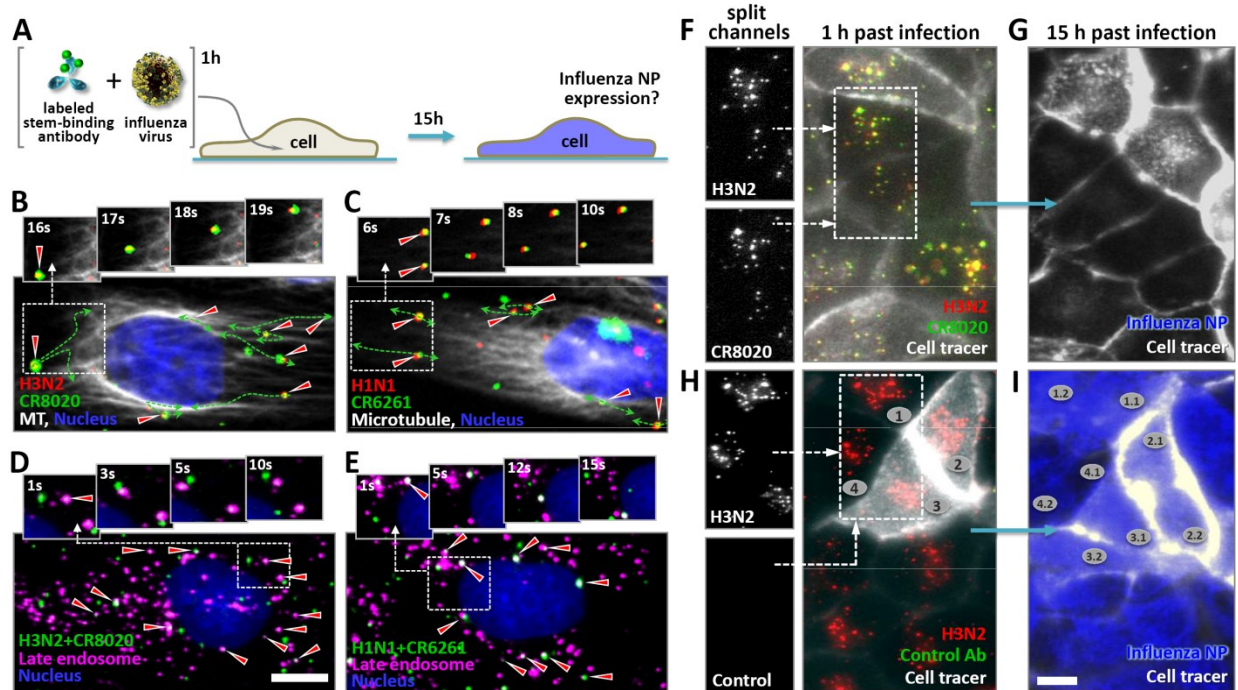 A
labeled
stem-binding
antibody
+
influenza
virus
1h
cell
15h
Influenza NP
expression?
cell
B
16s
17s
18s
19s
H3N2
CR8020
MT, Nucleus
C
6s
7s
8s
10s
H1N1
CR6261
Microtubule, Nucleus
D
1s
3s
5s
10s
H3N2+CR8020
Late endosome
Nucleus
E
1s
5s
12s
15s
H1N1+CR6261
Late endosome
Nucleus
F
split
channels
1 h past infection
H3N2
CR8020
H3N2
CR8020
Cell tracer
G
15 h past infection
Influenza NP
Cell tracer
H
H3N2
Control
1
2
3
4
H3N2
Control Ab
Cell tracer
I
1.2
1.1
2.1
4.1
4.2
3.1
2.2
3.2
Influenza NP
Cell tracer